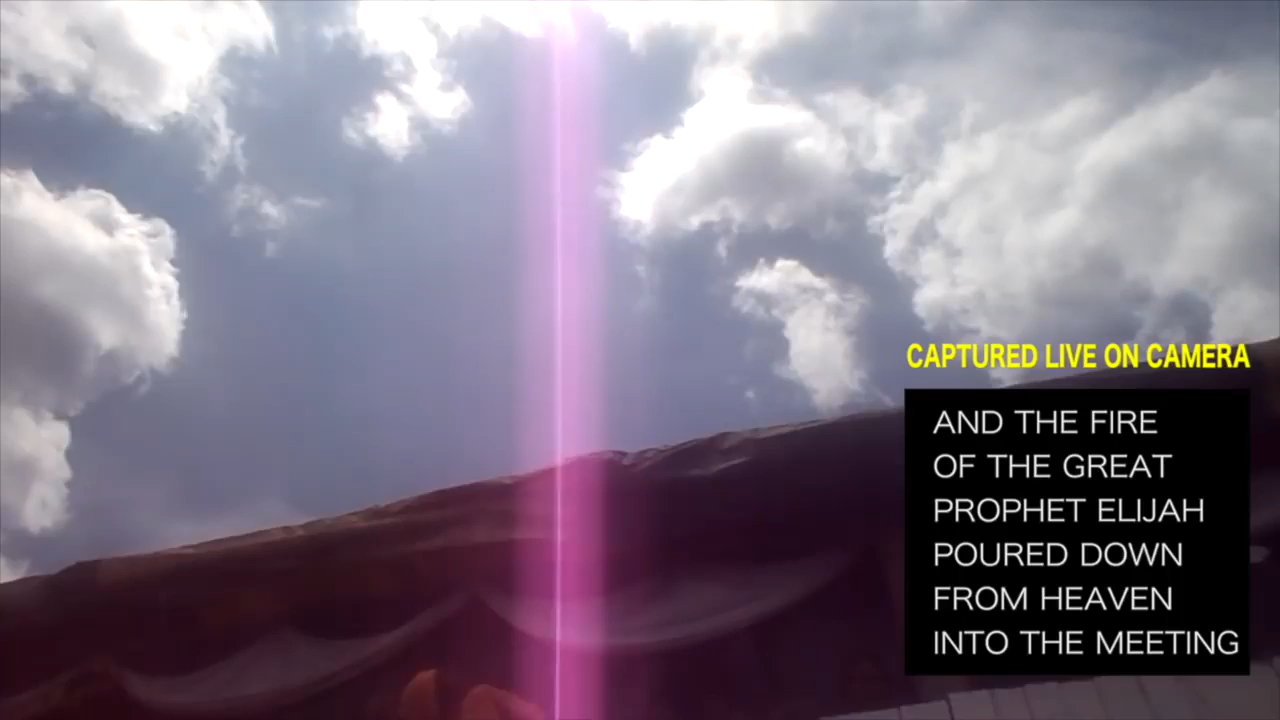 CAPTURED LIVE ON CAMERA
AND THE FIRE
OF THE GREAT
PROPHET ELIJAH
POURED DOWN
FROM HEAVEN
INTO THE MEETING